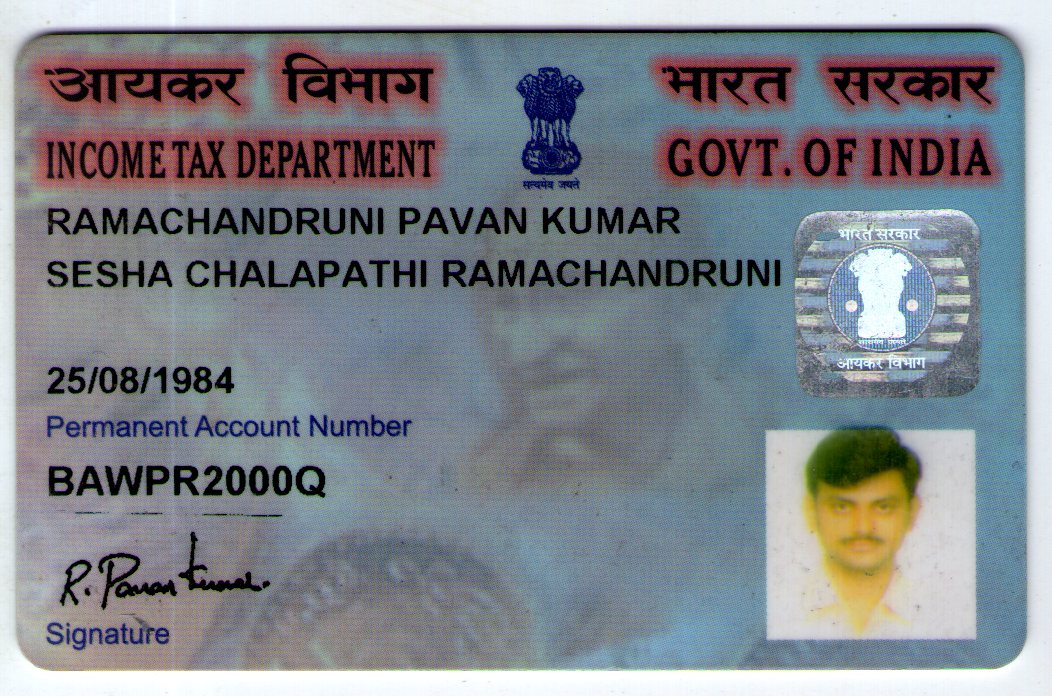 आयकर विभाग
भारत सरकार
INCOME TAX DEPARTMENT
GOVT. OF INDIA
सत्यमेव जयते
RAMACHANDRUNI PAVAN KUMAR
SESHA CHALAPATHI RAMACHANDRUNI
भारत सरकार
आयकर विभाग
25/08/1984
Permanent Account Number
BAWPR2000Q
R. Pavan Kumar.
Signature